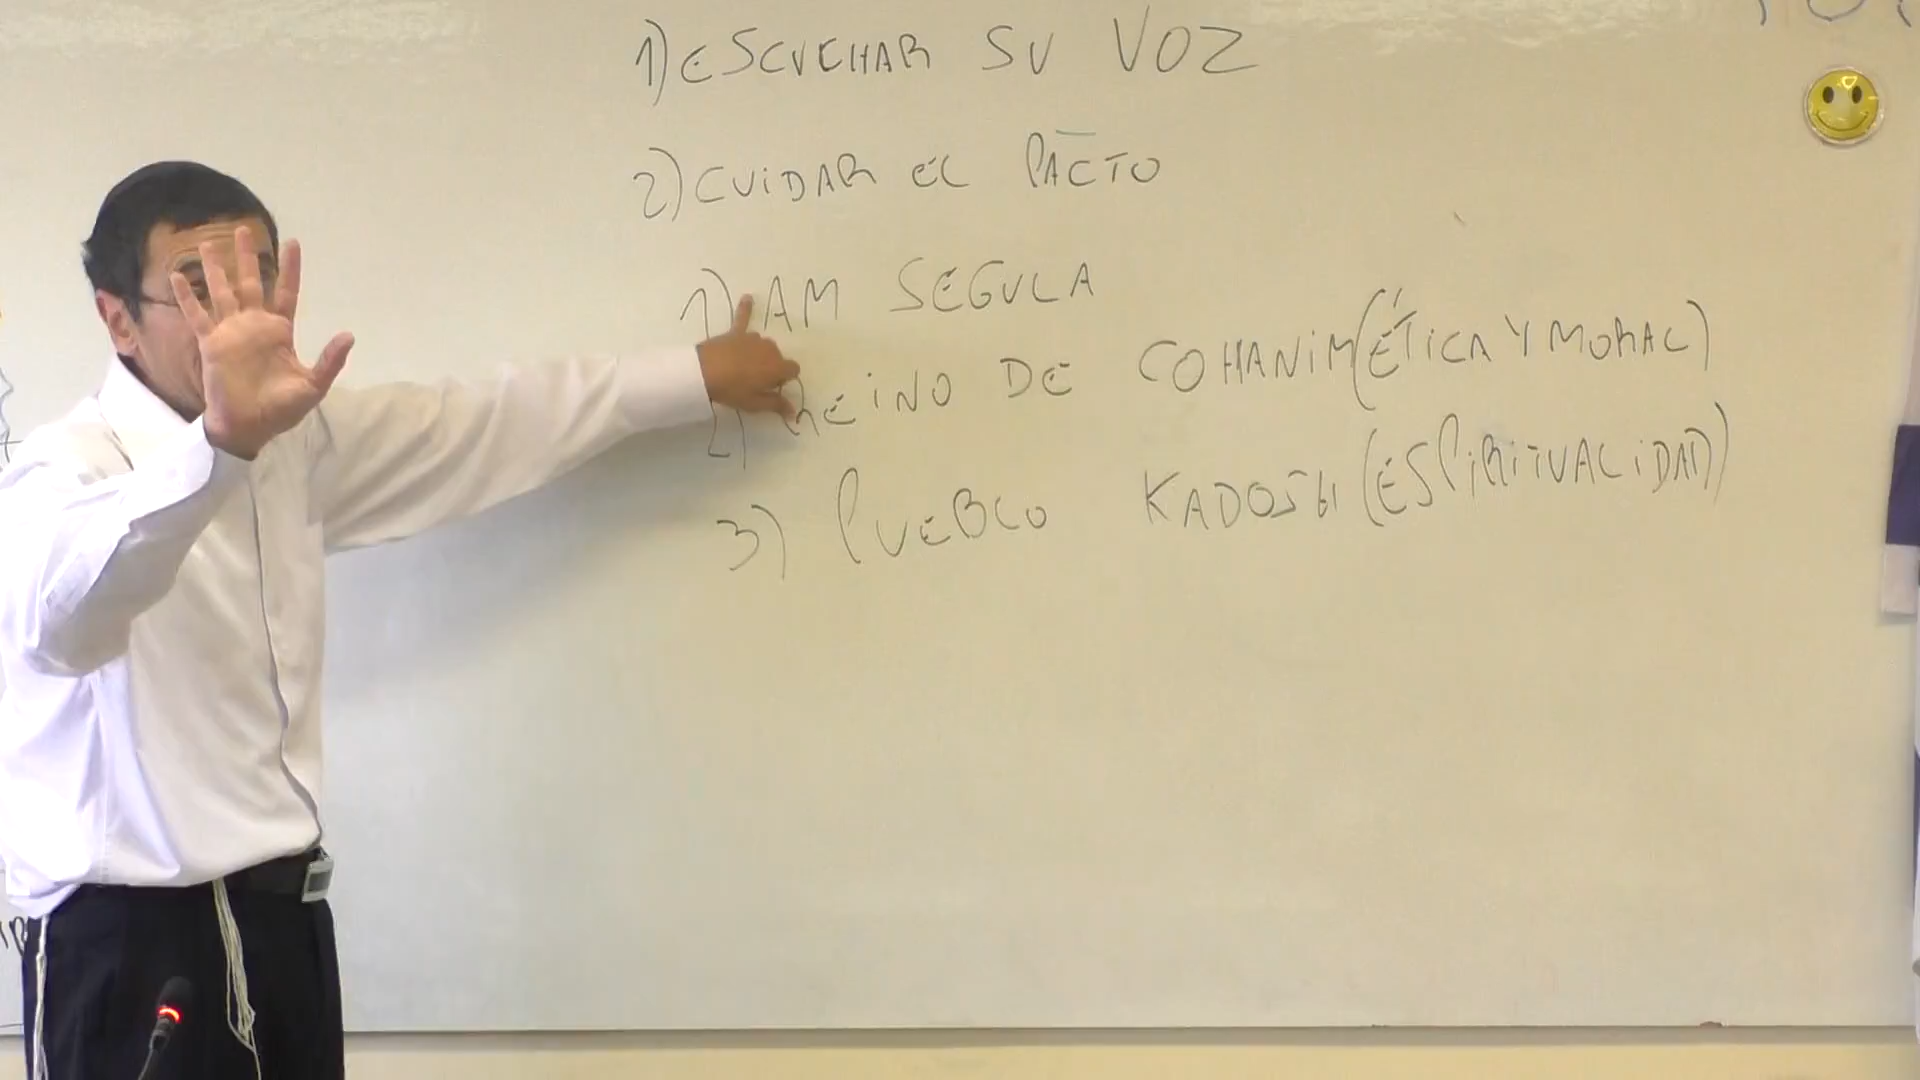 1) ESCUCHAR SU VOZ
2) CUIDAR EL PACTO
1) AM SEGULA
2) REINO DE COHANIM (ÉTICA Y MORAL)
3) PUEBLO KADOSH (ESPIRITUALIDAD)